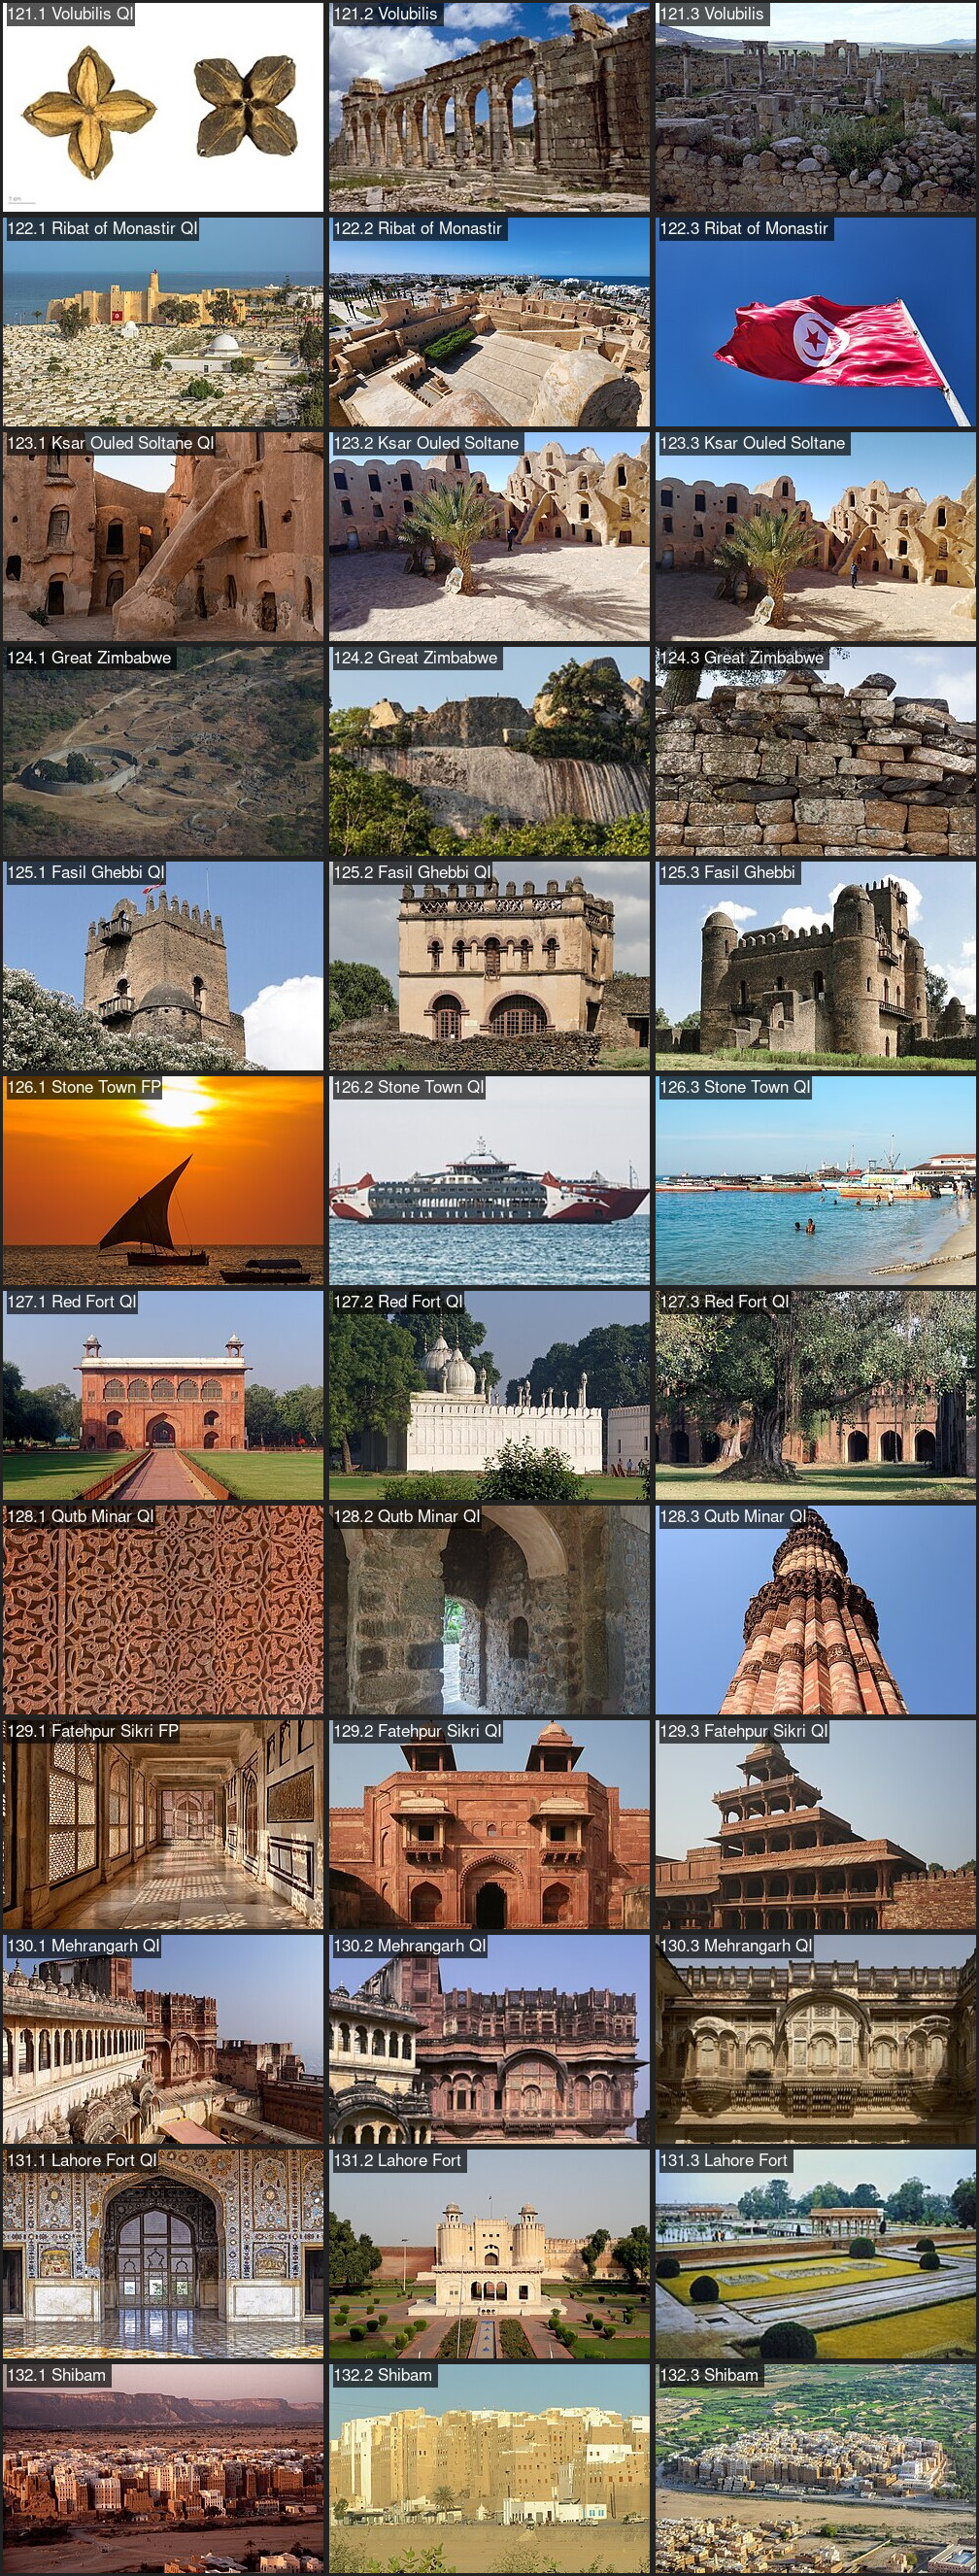 121.1 Volubilis QI
121.2 Volubilis
121.3 Volubilis
1 cm
122.1 Ribat of Monastir QI
122.2 Ribat of Monastir
122.3 Ribat of Monastir
123.1 Ksar Ouled Soltane QI
123.2 Ksar Ouled Soltane
123.3 Ksar Ouled Soltane
124.1 Great Zimbabwe
124.2 Great Zimbabwe
124.3 Great Zimbabwe
125.1 Fasil Ghebbi QI
125.2 Fasil Ghebbi QI
125.3 Fasil Ghebbi
126.1 Stone Town FP
126.2 Stone Town QI
126.3 Stone Town QI
127.1 Red Fort QI
127.2 Red Fort QI
127.3 Red Fort QI
128.1 Qutb Minar QI
128.2 Qutb Minar QI
128.3 Qutb Minar QI
129.1 Fatehpur Sikri FP
129.2 Fatehpur Sikri QI
129.3 Fatehpur Sikri QI
130.1 Mehrangarh QI
130.2 Mehrangarh QI
130.3 Mehrangarh QI
131.1 Lahore Fort QI
131.2 Lahore Fort
131.3 Lahore Fort
132.1 Shibam
132.2 Shibam
132.3 Shibam